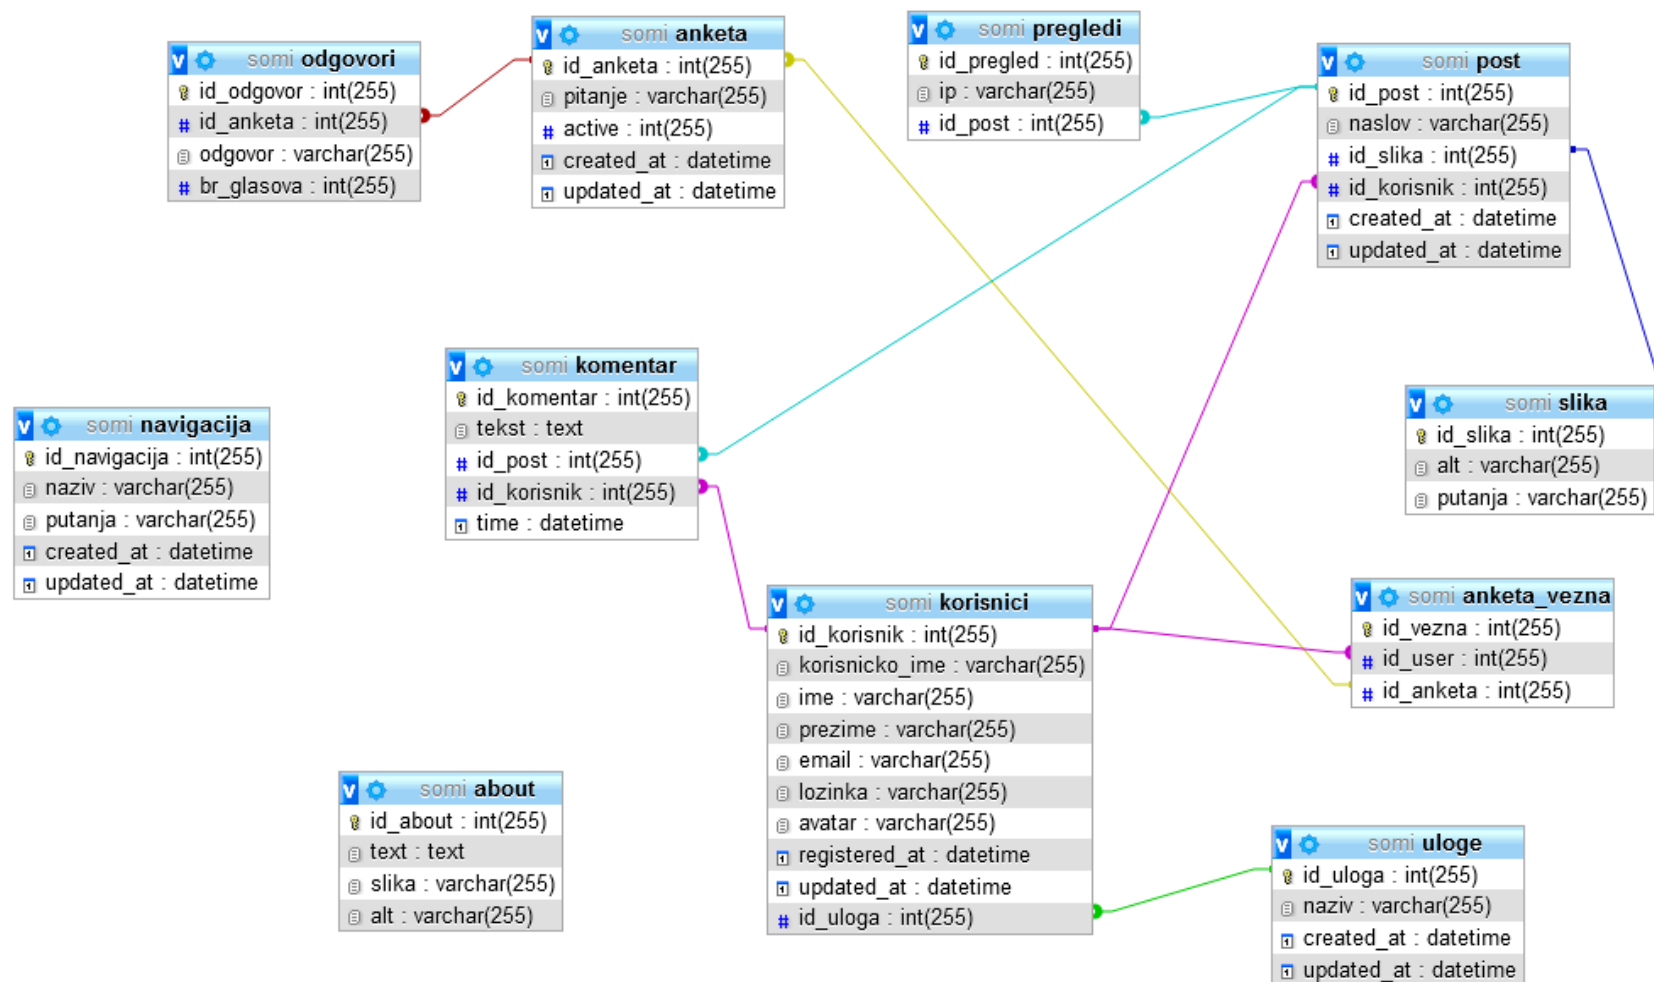 somi odgovori
id_odgovor : int(255)
id_anketa : int(255)
odgovor : varchar(255)
br_glasova : int(255)
somi anketa
id_anketa : int(255)
pitanje : varchar(255)
active : int(255)
created_at : datetime
updated_at : datetime
somi pregledi
id_pregled : int(255)
ip : varchar(255)
id_post : int(255)
somi post
id_post : int(255)
naslov : varchar(255)
id_slika : int(255)
id_korisnik : int(255)
created_at : datetime
updated_at : datetime
somi navigacija
id_navigacija : int(255)
naziv : varchar(255)
putanja : varchar(255)
created_at : datetime
updated_at : datetime
somi komentar
id_komentar : int(255)
tekst : text
id_post : int(255)
id_korisnik : int(255)
time : datetime
somi slika
id_slika : int(255)
alt : varchar(255)
putanja : varchar(255)
somi korisnici
id_korisnik : int(255)
korisnicko_ime : varchar(255)
ime : varchar(255)
prezime : varchar(255)
email : varchar(255)
lozinka : varchar(255)
avatar : varchar(255)
registered_at : datetime
updated_at : datetime
id_uloga : int(255)
somi anketa_vezna
id_vezna : int(255)
id_user : int(255)
id_anketa : int(255)
somi about
id_about : int(255)
text : text
slika : varchar(255)
alt : varchar(255)
somi uloge
id_uloga : int(255)
naziv : varchar(255)
created_at : datetime
updated_at : datetime